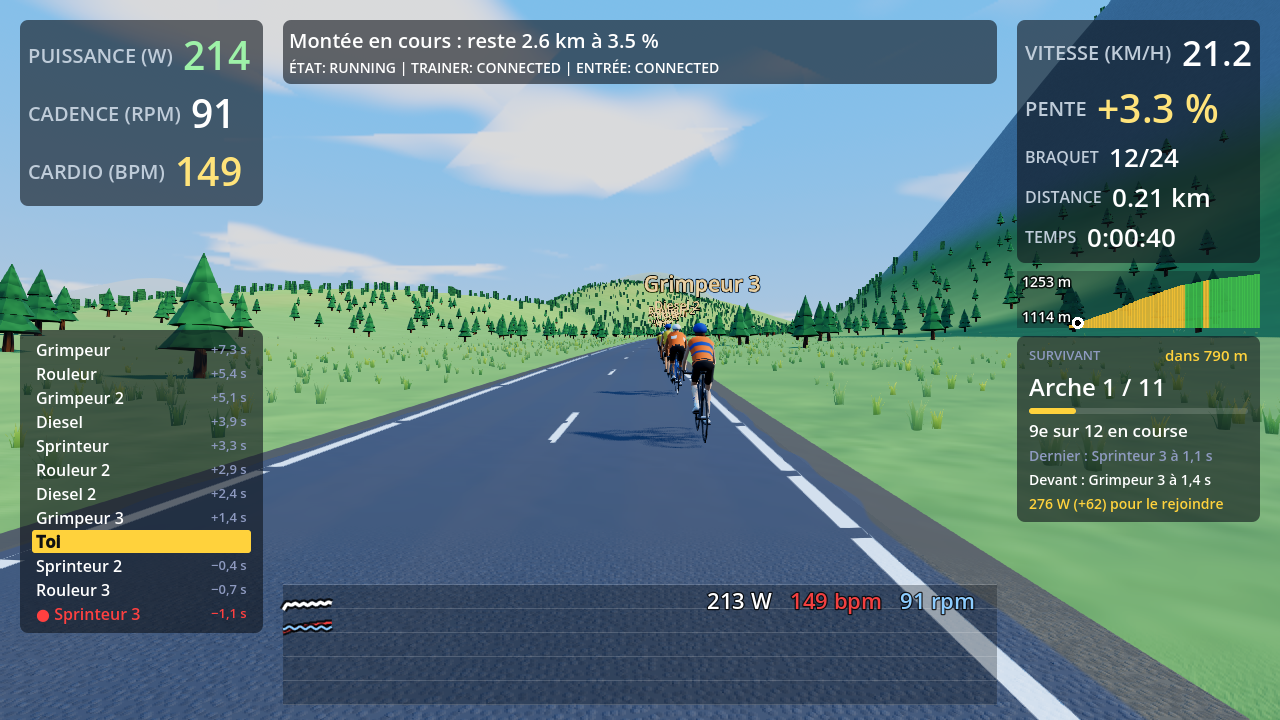 PUISSANCE (W) 214
CADENCE (RPM) 91
CARDIO (BPM) 149
Montée en cours : reste 2.6 km à 3.5 %
ÉTAT: RUNNING | TRAINER: CONNECTED | ENTRÉE: CONNECTED
VITESSE (KM/H) 21.2
PENTE +3.3 %
BRAQUET 12/24
DISTANCE 0.21 km
TEMPS 0:00:40
1253 m
1114 m
Grimpeur 3
Diesel 2
Grimpeur +7,3 s
Rouleur +5,4 s
Grimpeur 2 +5,1 s
Diesel +3,9 s
Sprinteur +3,3 s
Rouleur 2 +2,9 s
Diesel 2 +2,4 s
Grimpeur 3 +1,4 s
Toi
Sprinteur 2 −0,4 s
Rouleur 3 −0,7 s
Sprinteur 3 −1,1 s
SURVIVANT dans 790 m
Arche 1 / 11
9e sur 12 en course
Dernier : Sprinteur 3 à 1,1 s
Devant : Grimpeur 3 à 1,4 s
276 W (+62) pour le rejoindre
213 W 149 bpm 91 rpm